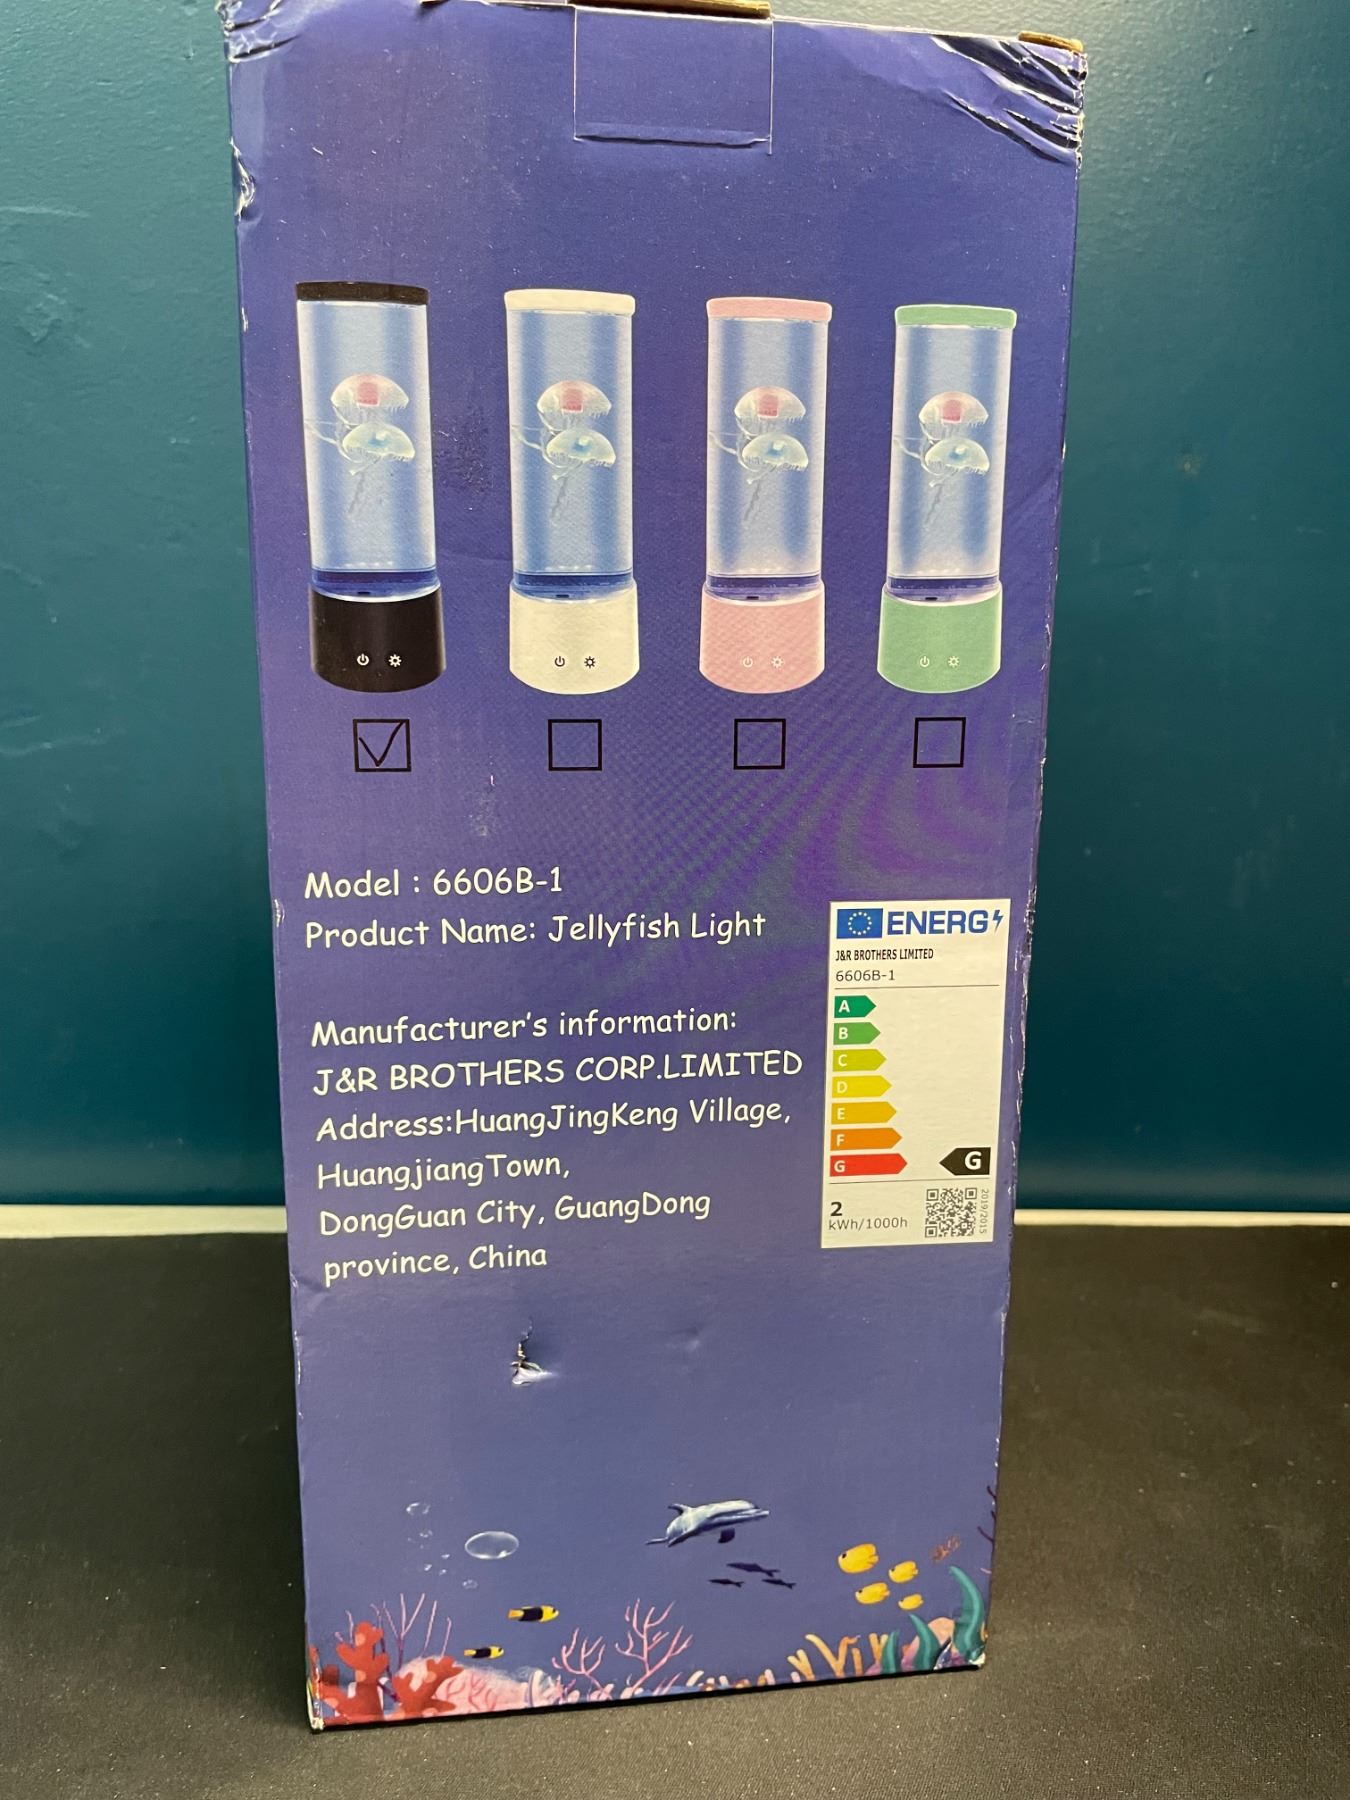 Model : 6606B-1
Product Name: Jellyfish Light
Manufacturer's information:
J&R BROTHERS CORP.LIMITED
Address:HuangJingKeng Village,
HuangjiangTown,
DongGuan City, GuangDong
province, China
ENERG
J&R BROTHERS LIMITED
6606B-1
A
B
C
D
E
F
G
G
2
kWh/1000h
2019/2015